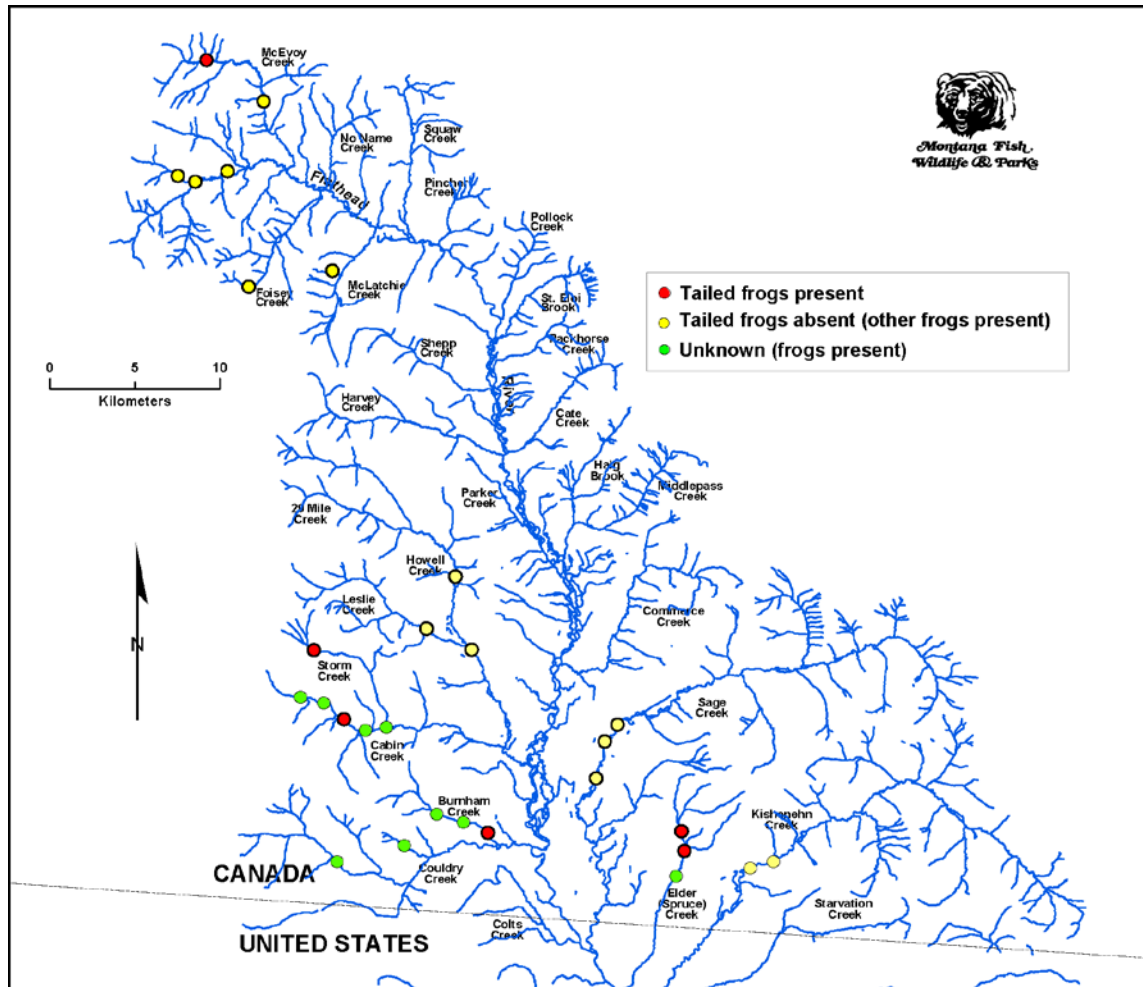 McEvoy
Creek
No Name
Creek
Squaw
Creek
Pincher
Creek
Flathead
Pollock
Creek
Montana Fish,
Wildlife & Parks
Foisey
Creek
McLatchie
Creek
St. Eloi
Brook
Packhorse
Creek
Tailed frogs present
Tailed frogs absent (other frogs present)
Unknown (frogs present)
Shepp
Creek
0 5 10
Kilometers
River
Harvey
Creek
Cate
Creek
Haig
Brook
Middlepass
Creek
Parker
Creek
29 Mile
Creek
Howell
Creek
Leslie
Creek
Commerce
Creek
N
Storm
Creek
Sage
Creek
Cabin
Creek
Burnham
Creek
Kishenehn
Creek
CANADA
Couldry
Creek
Elder
(Spruce)
Creek
Starvation
Creek
Colts
Creek
UNITED STATES